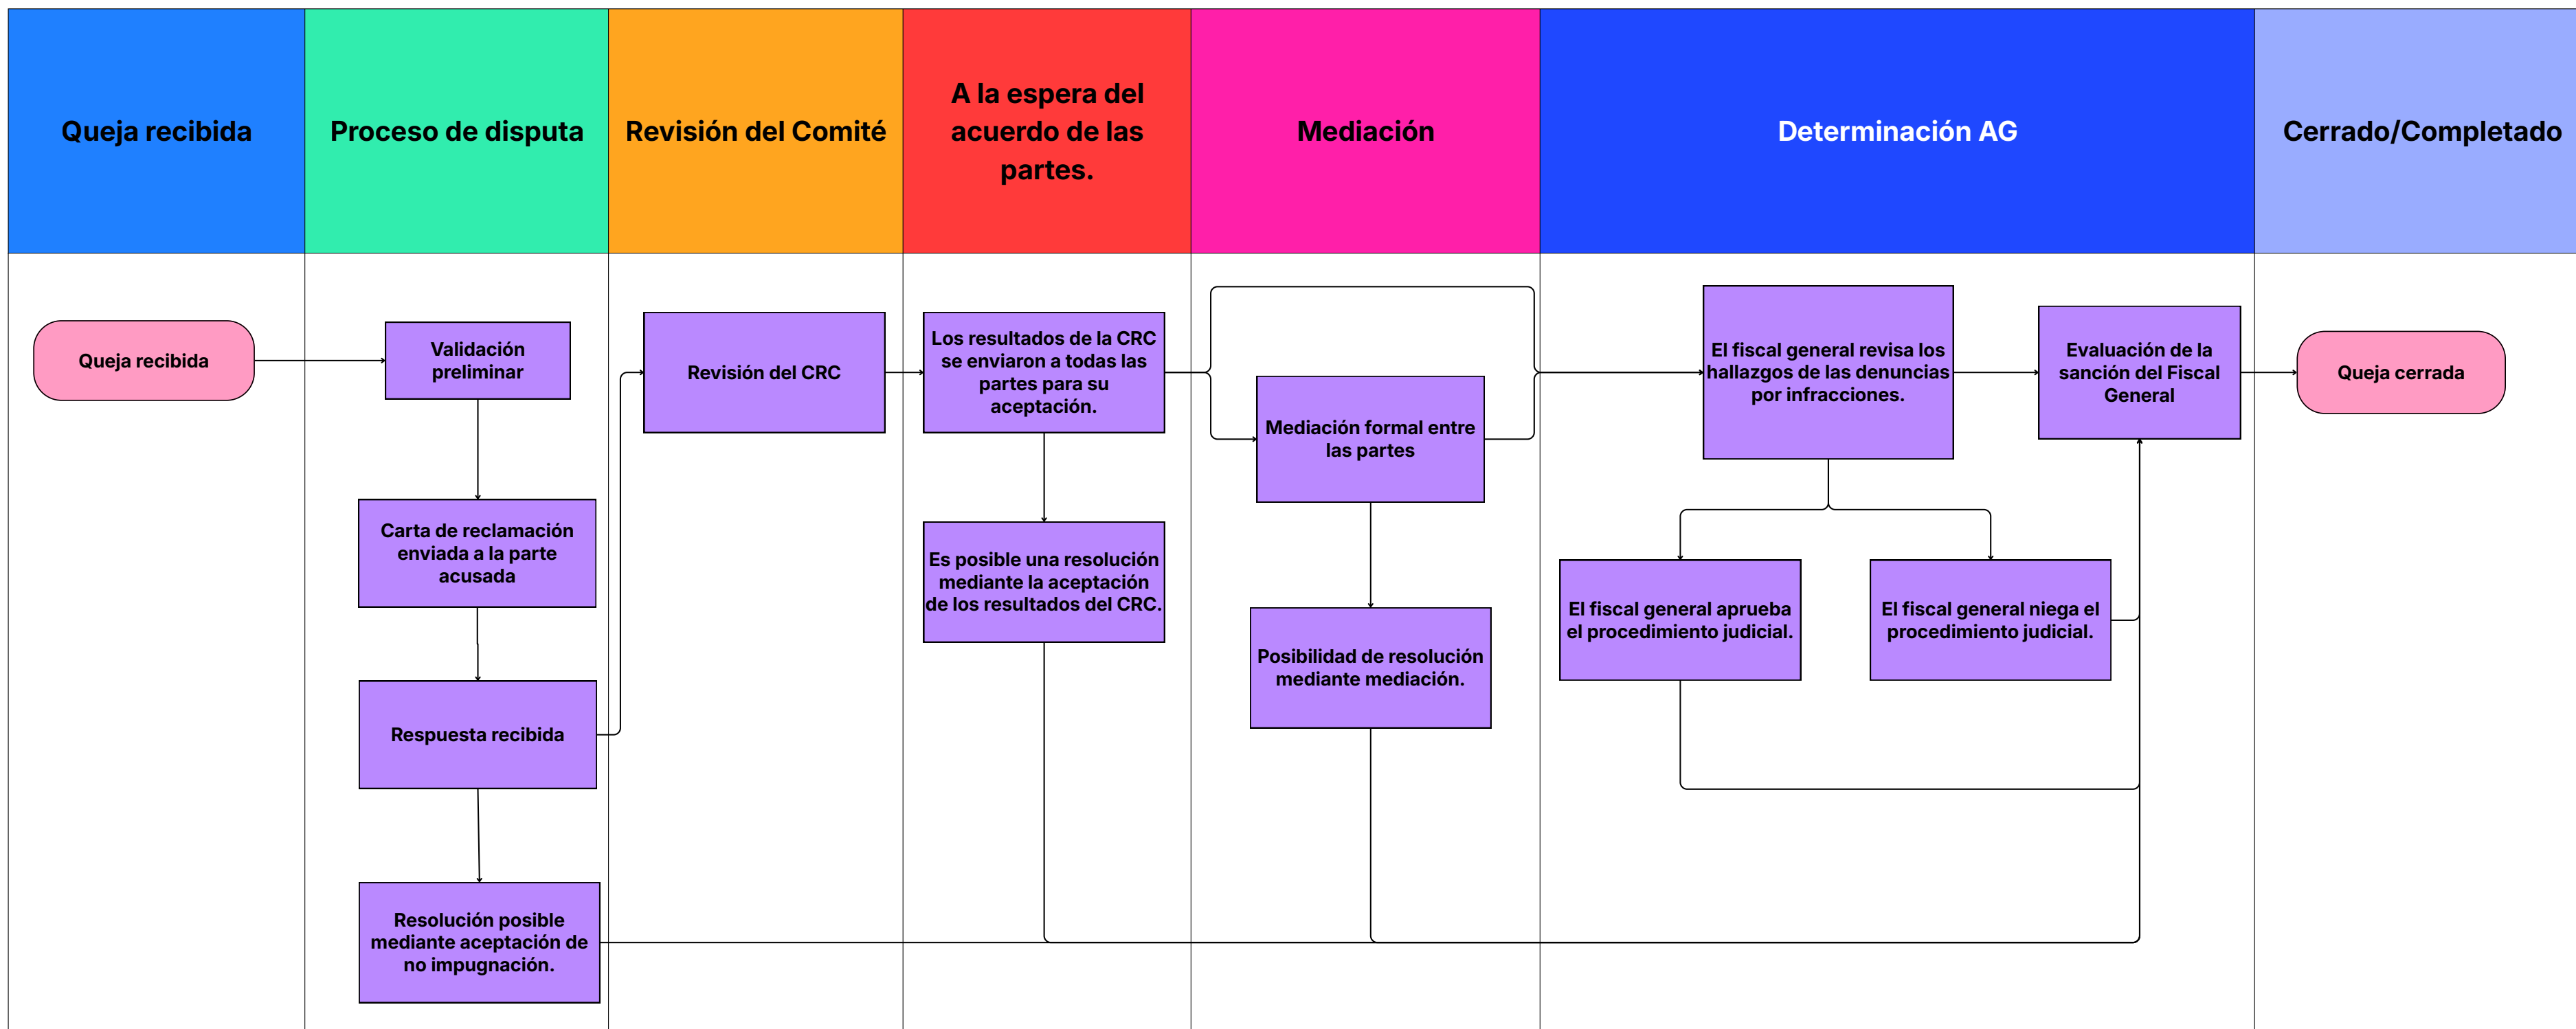 Queja recibida
Proceso de disputa
Revisión del Comité
A la espera del
acuerdo de las
partes.
Mediación
Determinación AG
Cerrado/Completado
Queja recibida
Validación
preliminar
Carta de reclamación
enviada a la parte
acusada
Respuesta recibida
Resolución posible
mediante aceptación de
no impugnación.
Revisión del CRC
Los resultados de la CRC
se enviaron a todas las
partes para su
aceptación.
Es posible una resolución
mediante la aceptación
de los resultados del CRC.
Mediación formal entre
las partes
Posibilidad de resolución
mediante mediación.
El fiscal general revisa los
hallazgos de las denuncias
por infracciones.
El fiscal general aprueba
el procedimiento judicial.
El fiscal general niega el
procedimiento judicial.
Evaluación de la
sanción del Fiscal
General
Queja cerrada